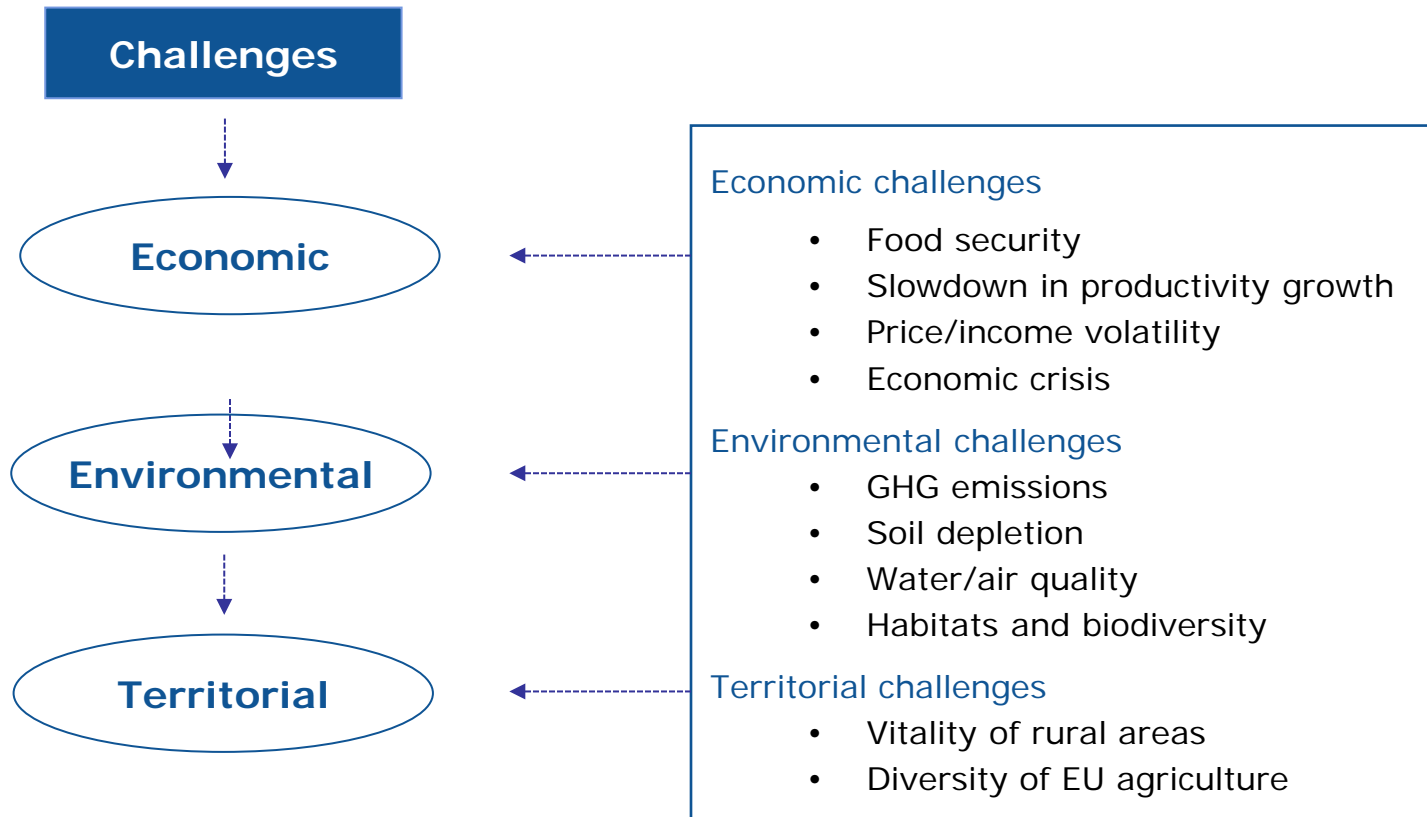 Challenges
Economic
Environmental
Territorial
Economic challenges
• Food security
• Slowdown in productivity growth
• Price/income volatility
• Economic crisis
Environmental challenges
• GHG emissions
• Soil depletion
• Water/air quality
• Habitats and biodiversity
Territorial challenges
• Vitality of rural areas
• Diversity of EU agriculture